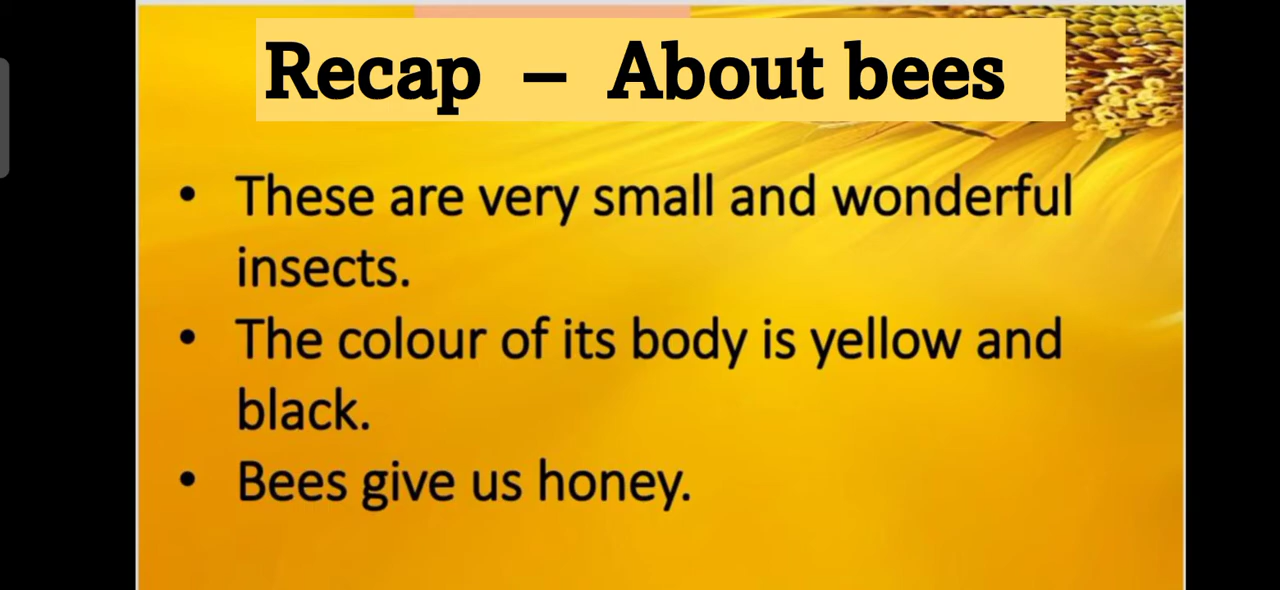 Recap – About bees
• These are very small and wonderful
insects.
• The colour of its body is yellow and
black.
• Bees give us honey.